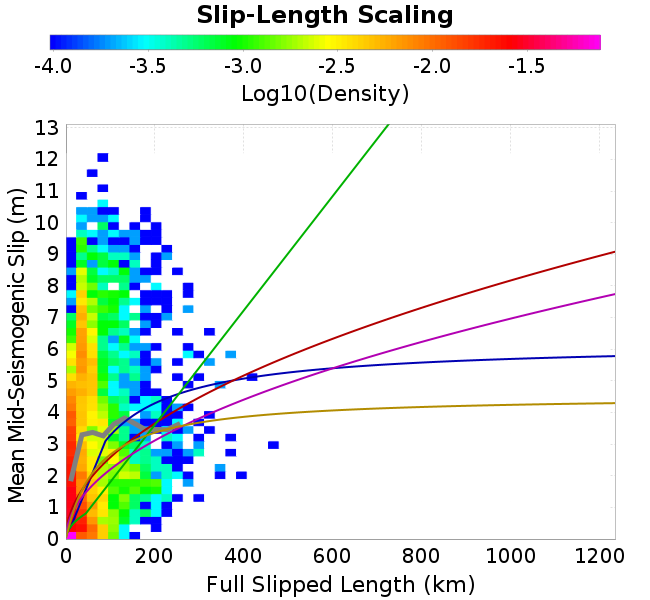 Slip-Length Scaling
-4.0 -3.5 -3.0 -2.5 -2.0 -1.5
Log10(Density)
Mean Mid-Seismogenic Slip (m)
13
12
11
10
9
8
7
6
5
4
3
2
1
0
0 200 400 600 800 1000 1200
Full Slipped Length (km)